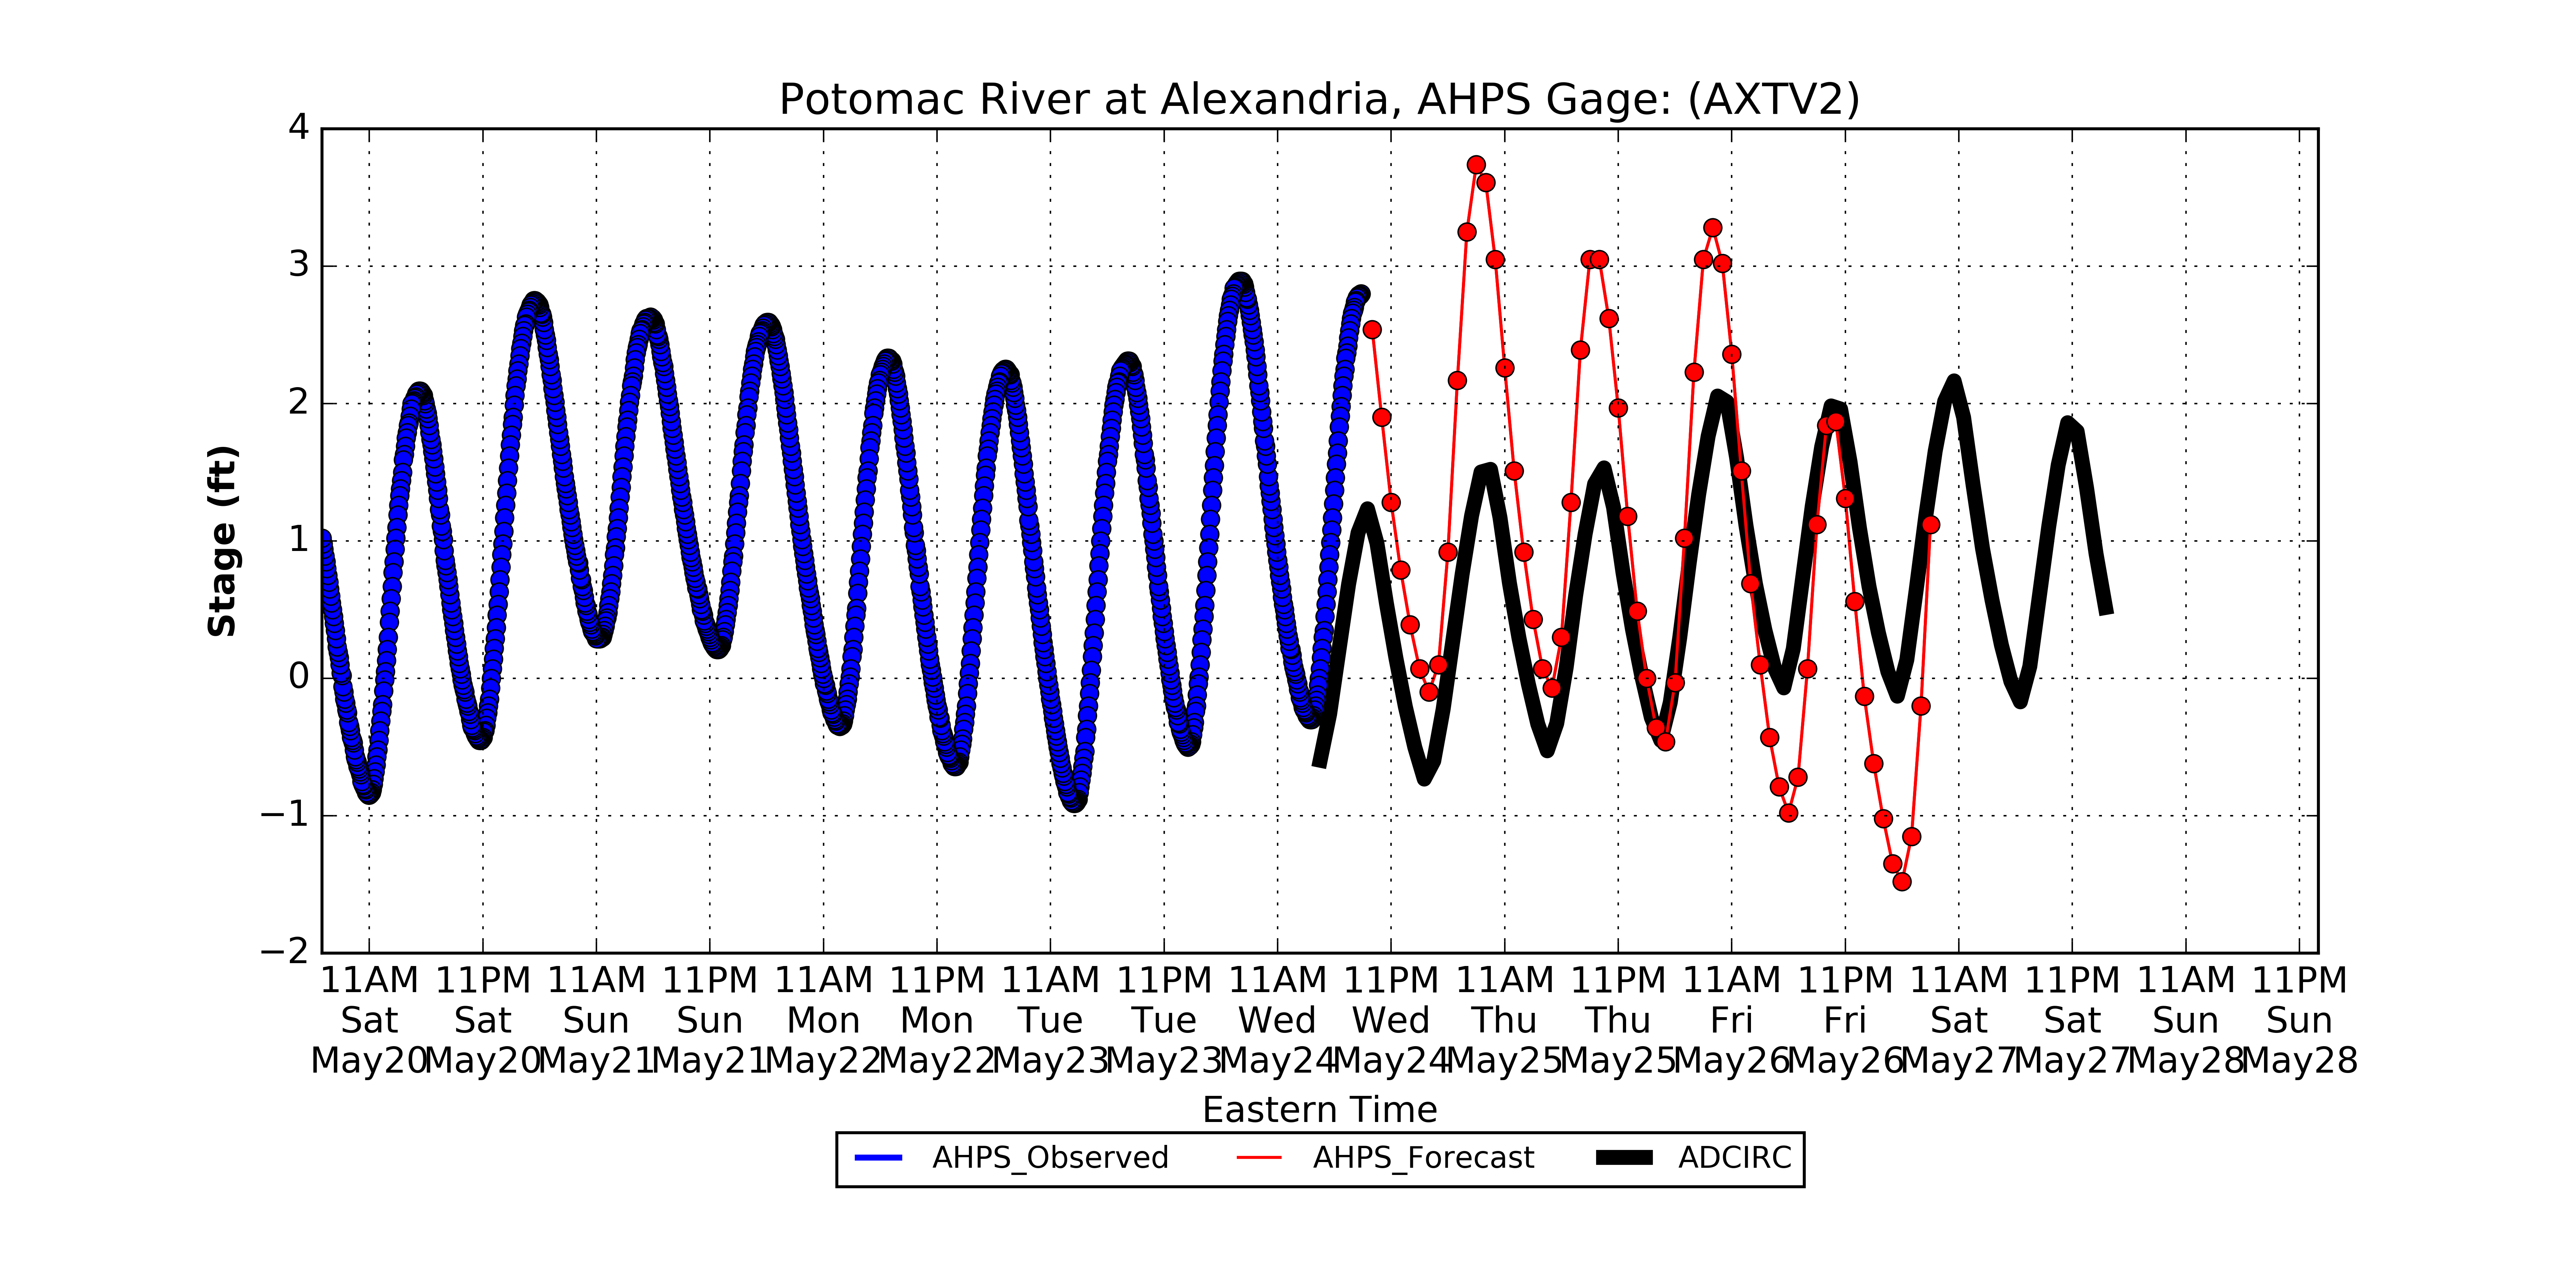 Potomac River at Alexandria, AHPS Gage: (AXTV2)
Stage (ft)
4
3
2
1
0
−1
−2
11AM 11PM 11AM 11PM 11AM 11PM 11AM 11PM 11AM 11PM 11AM 11PM 11AM 11PM 11AM 11PM 11AM 11PM
Sat Sat Sun Sun Mon Mon Tue Tue Wed Wed Thu Thu Fri Fri Sat Sat Sun Sun
May20 May20 May21 May21 May22 May22 May23 May23 May24 May24 May25 May25 May26 May26 May27 May27 May28 May28
Eastern Time
AHPS_Observed AHPS_Forecast ADCIRC